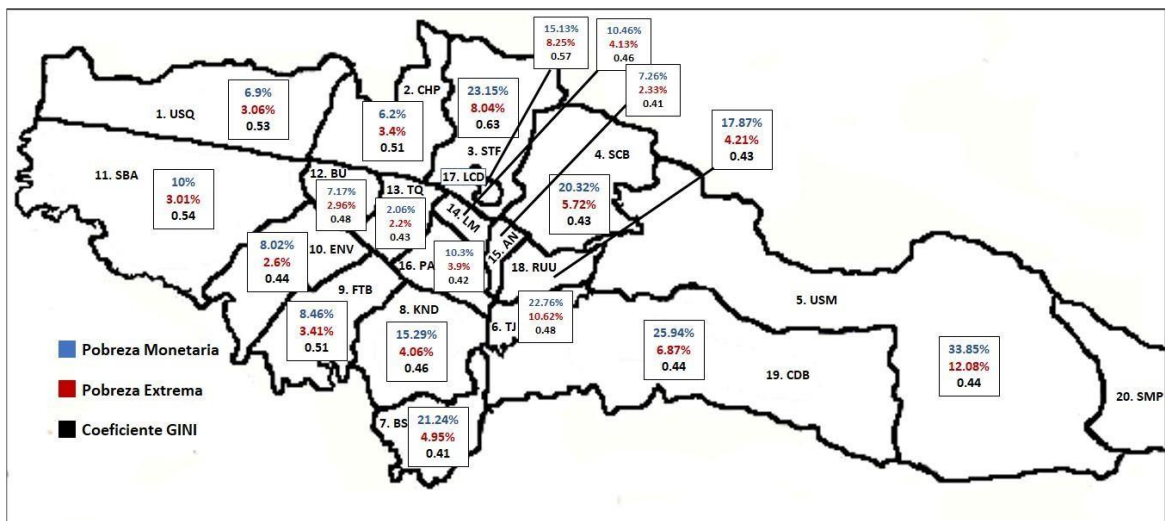 15.13%
8.25%
0.57
10.46%
4.13%
0.46
7.26%
2.33%
0.41
2. CHP
23.15%
8.04%
0.63
6.9%
3.06%
0.53
1. USQ
6.2%
3.4%
0.51
17.87%
4.21%
0.43
3. STF
4. SCB
11. SBA
10%
3.01%
0.54
12. BU
7.17%
2.96%
0.48
13. TQ
2.06%
2.2%
0.43
17. LCD
14. LM
20.32%
5.72%
0.43
15. AN
10. ENV
8.02%
2.6%
0.44
16. PA
10.3%
3.9%
0.42
18. RUU
9. FTB
8.46%
3.41%
0.51
8. KND
15.29%
4.06%
0.46
6. TJ
22.76%
10.62%
0.48
5. USM
25.94%
6.87%
0.44
19. CDB
33.85%
12.08%
0.44
20. SMP
7. BS
21.24%
4.95%
0.41
Pobreza Monetaria
Pobreza Extrema
Coeficiente GINI